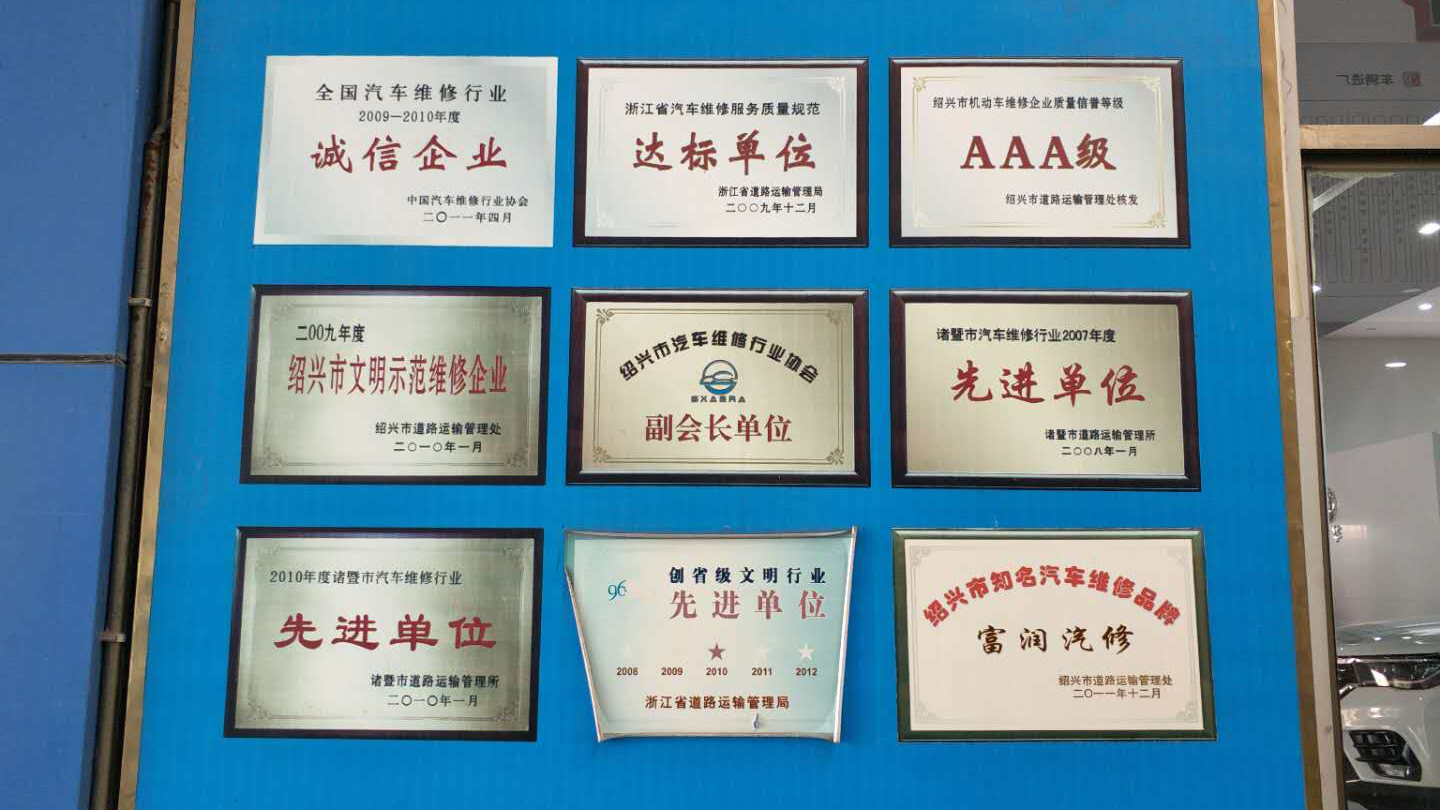 全国汽车维修行业
2009—2010年度
诚信企业
中国汽车维修行业协会
二〇一一年四月
浙江省汽车维修服务质量规范
达标单位
浙江省道路运输管理局
二〇〇九年十二月
绍兴市机动车维修企业质量信誉等级
AAA级
绍兴市道路运输管理处核发
二00九年度
绍兴市文明示范维修企业
绍兴市道路运输管理处
二〇一〇年一月
绍兴市汽车维修行业协会
SXAERA
副会长单位
诸暨市汽车维修行业2007年度
先进单位
诸暨市道路运输管理所
二〇〇八年一月
2010年度诸暨市汽车维修行业
先进单位
诸暨市道路运输管理所
二〇一〇年一月
96
创省级文明行业
先进单位
2008 2009 2010 2011 2012
浙江省道路运输管理局
绍兴市知名汽车维修品牌
富润汽修
绍兴市道路运输管理处
二〇一一年十二月
车辆进厂